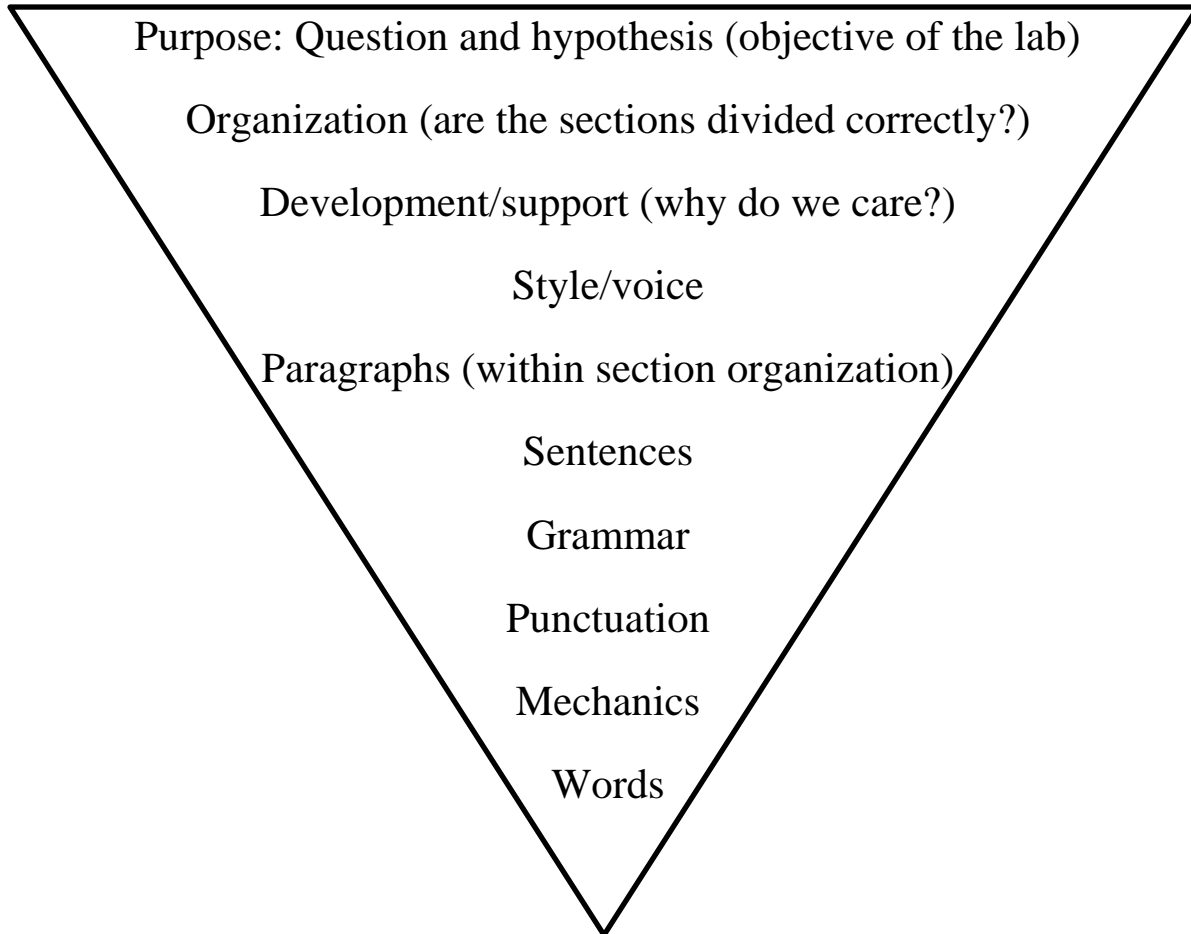 Purpose: Question and hypothesis (objective of the lab)
Organization (are the sections divided correctly?)
Development/support (why do we care?)
Style/voice
Paragraphs (within section organization)
Sentences
Grammar
Punctuation
Mechanics
Words